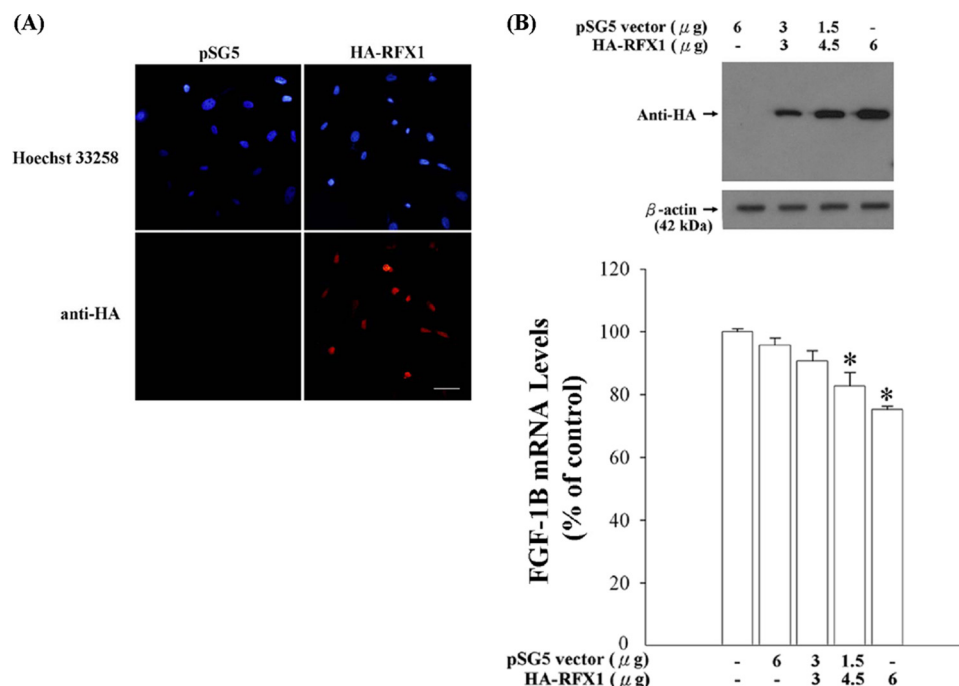 (A)
pSG5 HA-RFX1
Hoechst 33258
anti-HA
(B)
pSG5 vector ( μg ) 6 3 1.5 -
HA-RFX1 ( μg ) - 3 4.5 6
Anti-HA →
β-actin →
(42 kDa)
FGF-1B mRNA Levels
(% of control)
120
100
80
60
40
20
0
* *
pSG5 vector ( μg ) - 6 3 1.5 -
HA-RFX1 ( μg ) - - 3 4.5 6